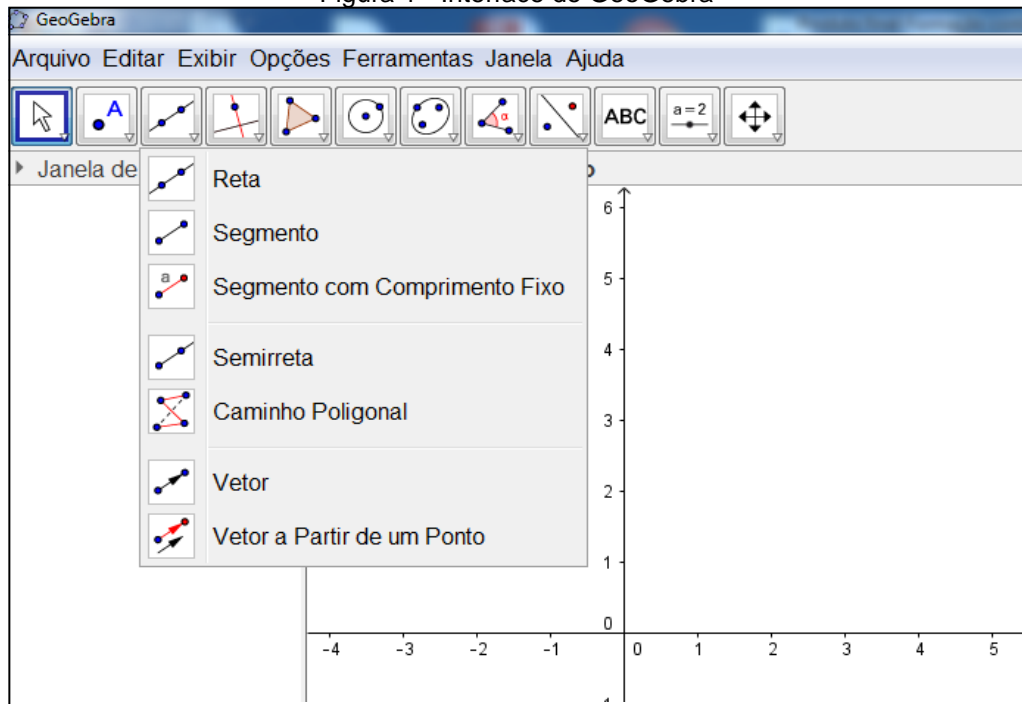 GeoGebra
Arquivo Editar Exibir Opções Ferramentas Janela Ajuda
A
α
ABC
a=2
Janela de
Reta
Segmento
a
Segmento com Comprimento Fixo
Semirreta
Caminho Poligonal
Vetor
Vetor a Partir de um Ponto
6
5
4
3
2
1
0
-4 -3 -2 -1 0 1 2 3 4 5